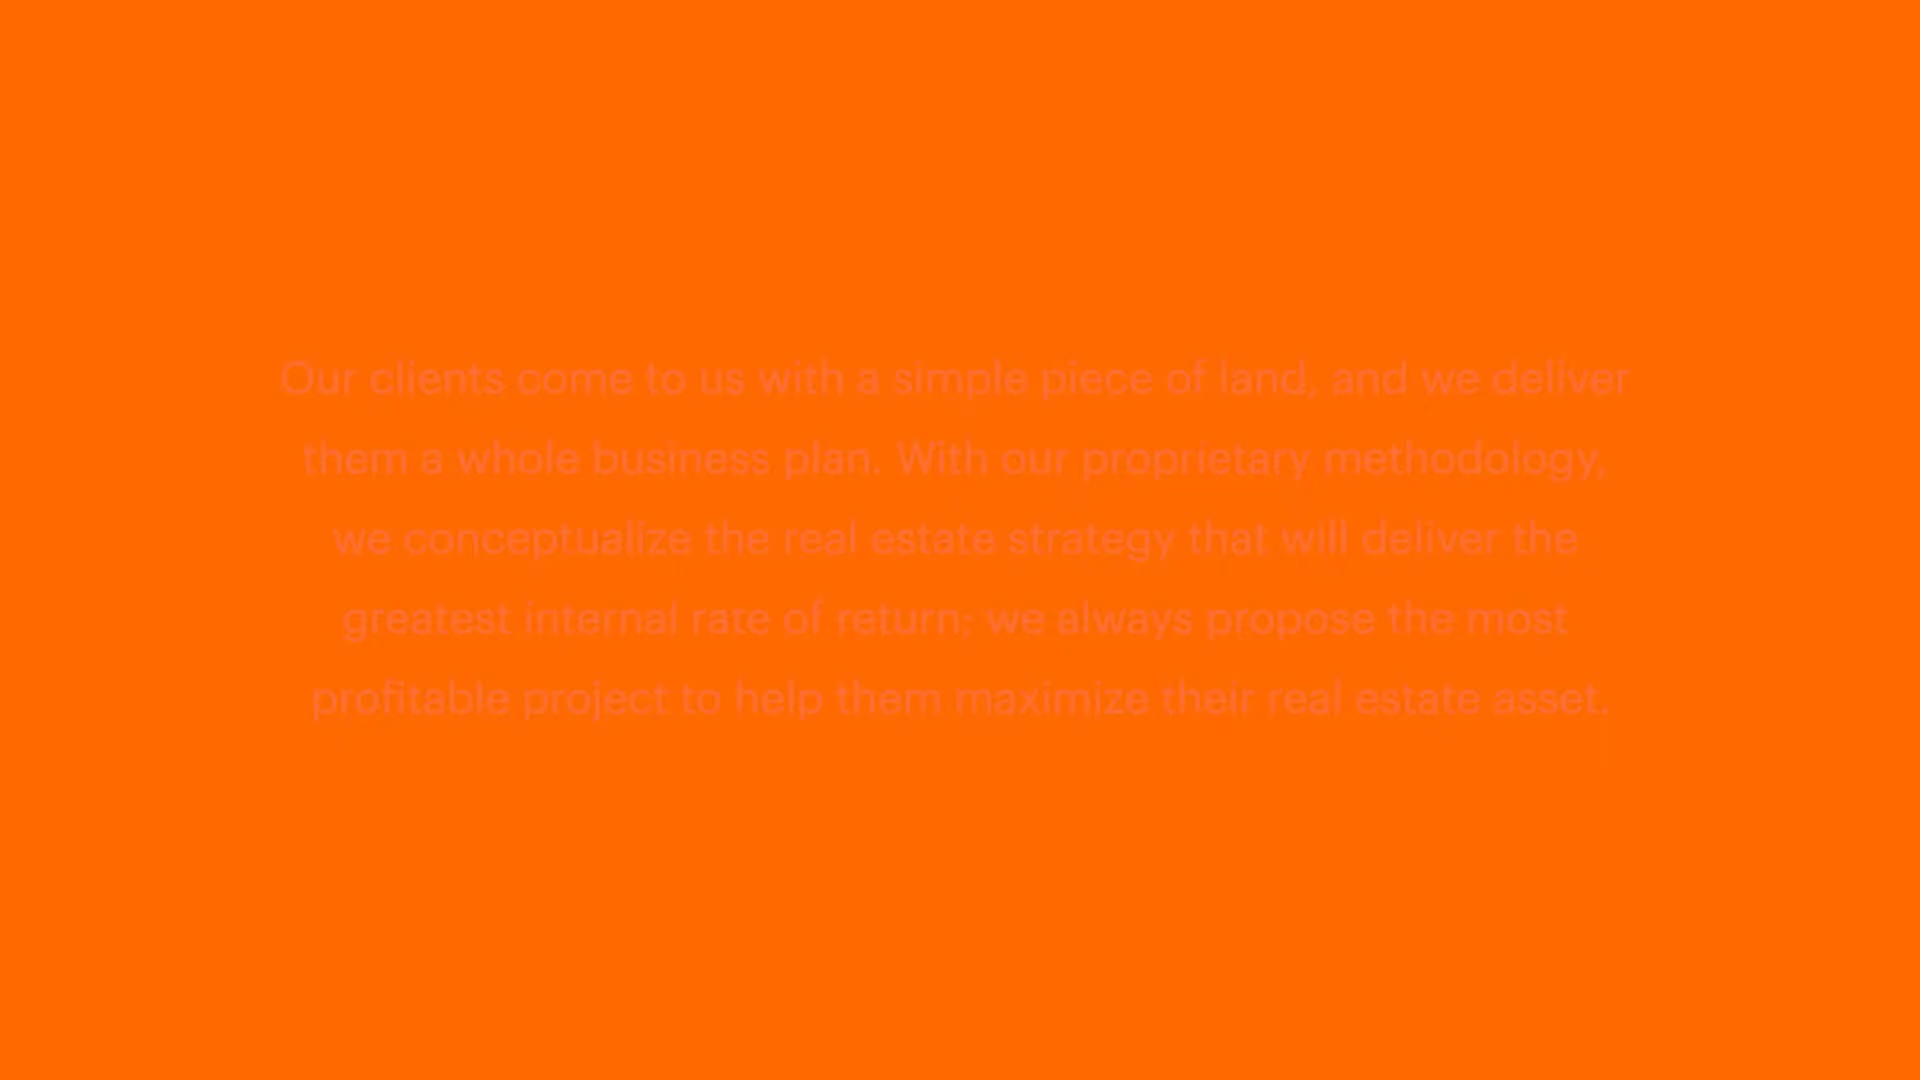 Our clients come to us with a simple piece of land, and we deliver
them a whole business plan. With our proprietary methodology,
we conceptualize the real estate strategy that will deliver the
greatest internal rate of return; we always propose the most
profitable project to help them maximize their real estate asset.